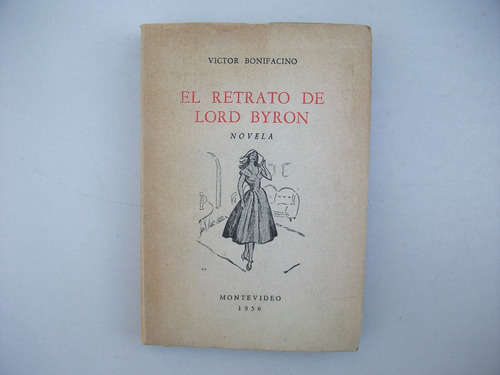 VICTOR BONIFACINO
EL RETRATO DE
LORD BYRON
NOVELA
MONTEVIDEO
1956